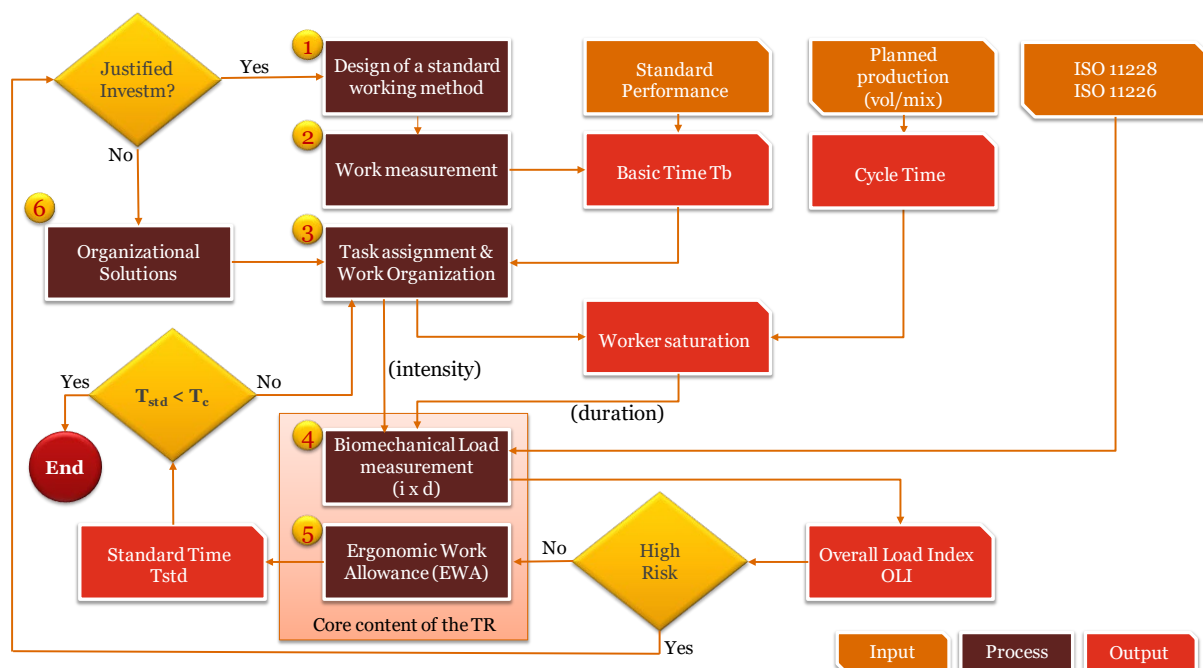 Justified
Investm?
Yes
No
1
Design of a standard
working method
Standard
Performance
Planned
production
(vol/mix)
ISO 11228
ISO 11226
2
Work measurement
Basic Time Tb
Cycle Time
6
Organizational
Solutions
3
Task assignment &
Work Organization
Worker saturation
(intensity)
(duration)
Yes
T_std < T_c
No
End
4
Biomechanical Load
measurement
(i x d)
Standard Time
Tstd
5
Ergonomic Work
Allowance (EWA)
No
High
Risk
Overall Load Index
OLI
Core content of the TR
Yes
Input
Process
Output